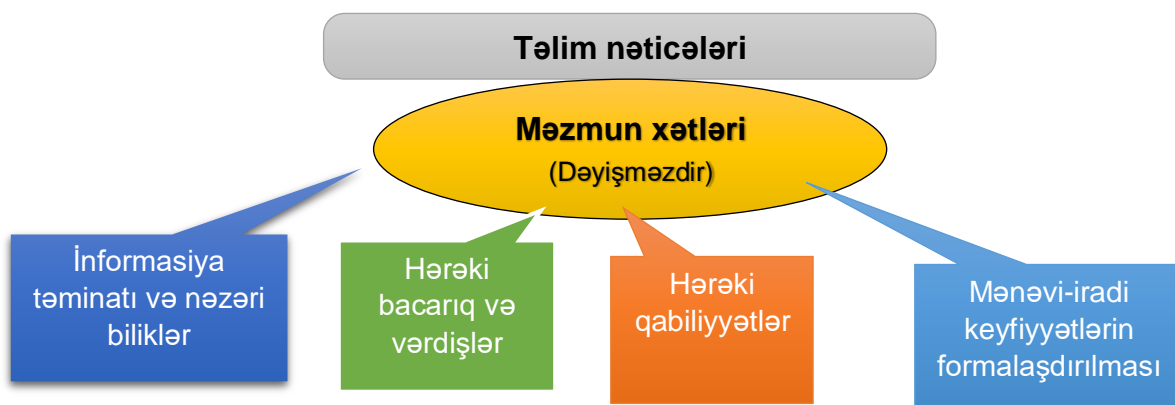 Təlim nəticələri
Məzmun xətləri
(Dəyişməzdir)
İnformasiya
təminatı və nəzəri
biliklər
Hərəki
bacarıq və
vərdişlər
Hərəki
qabiliyyətlər
Mənəvi-iradi
keyfiyyətlərin
formalaşdırılması